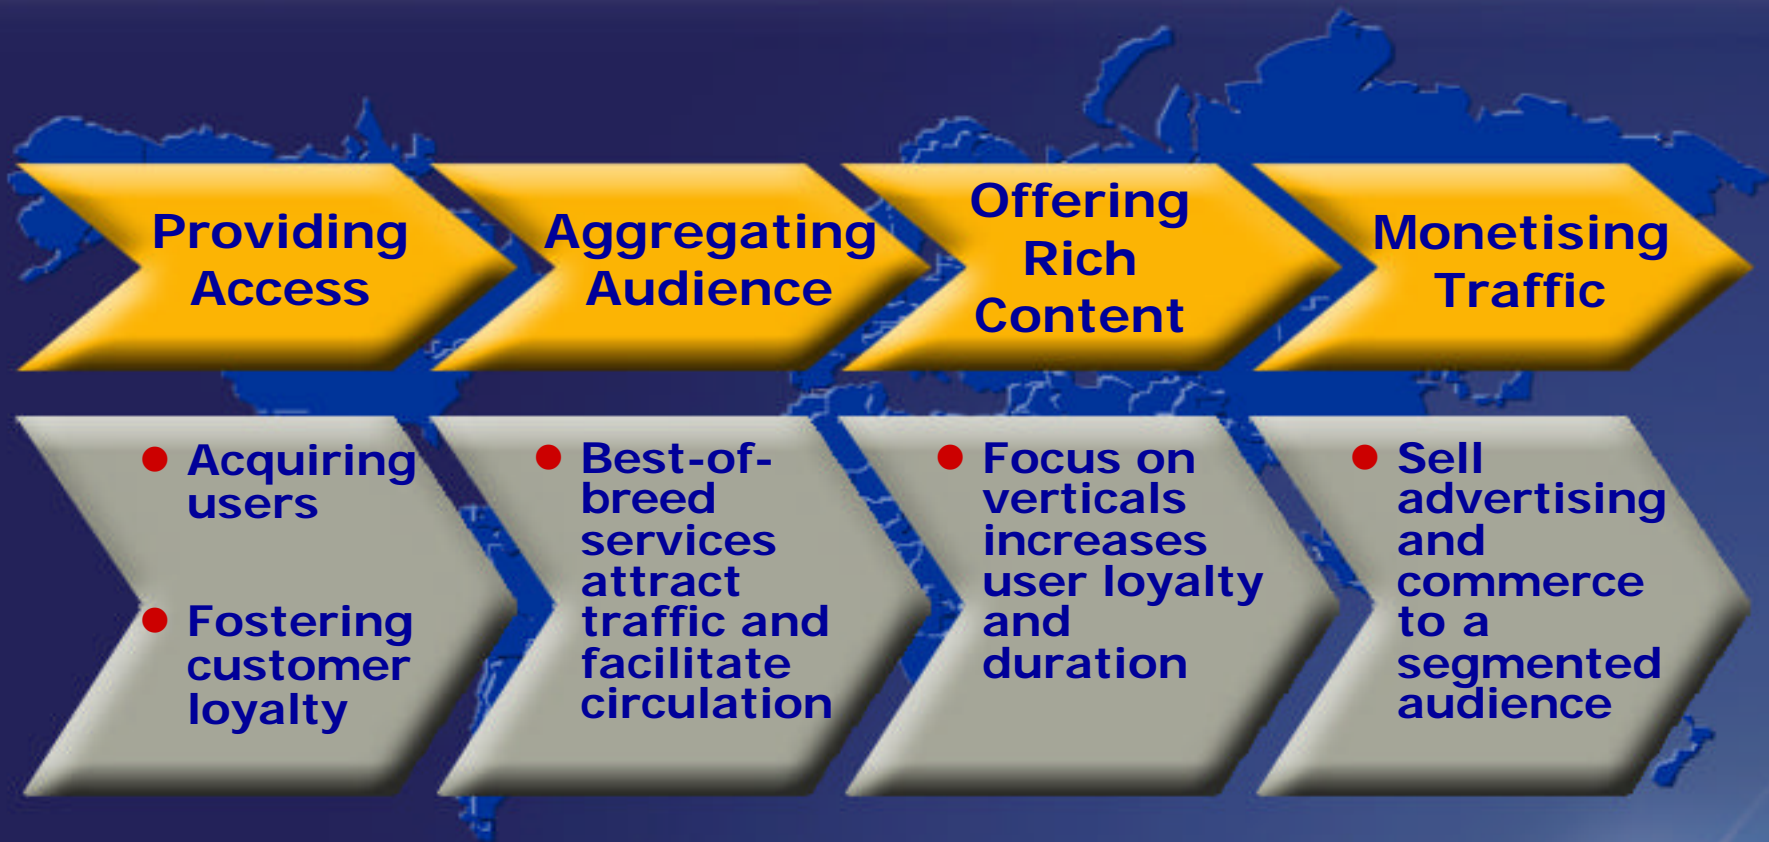 Providing
Access
Aggregating
Audience
Offering
Rich
Content
Monetising
Traffic
● Acquiring
users
● Fostering
customer
loyalty
● Best-of-
breed
services
attract
traffic and
facilitate
circulation
● Focus on
verticals
increases
user loyalty
and
duration
● Sell
advertising
and
commerce
to a
segmented
audience